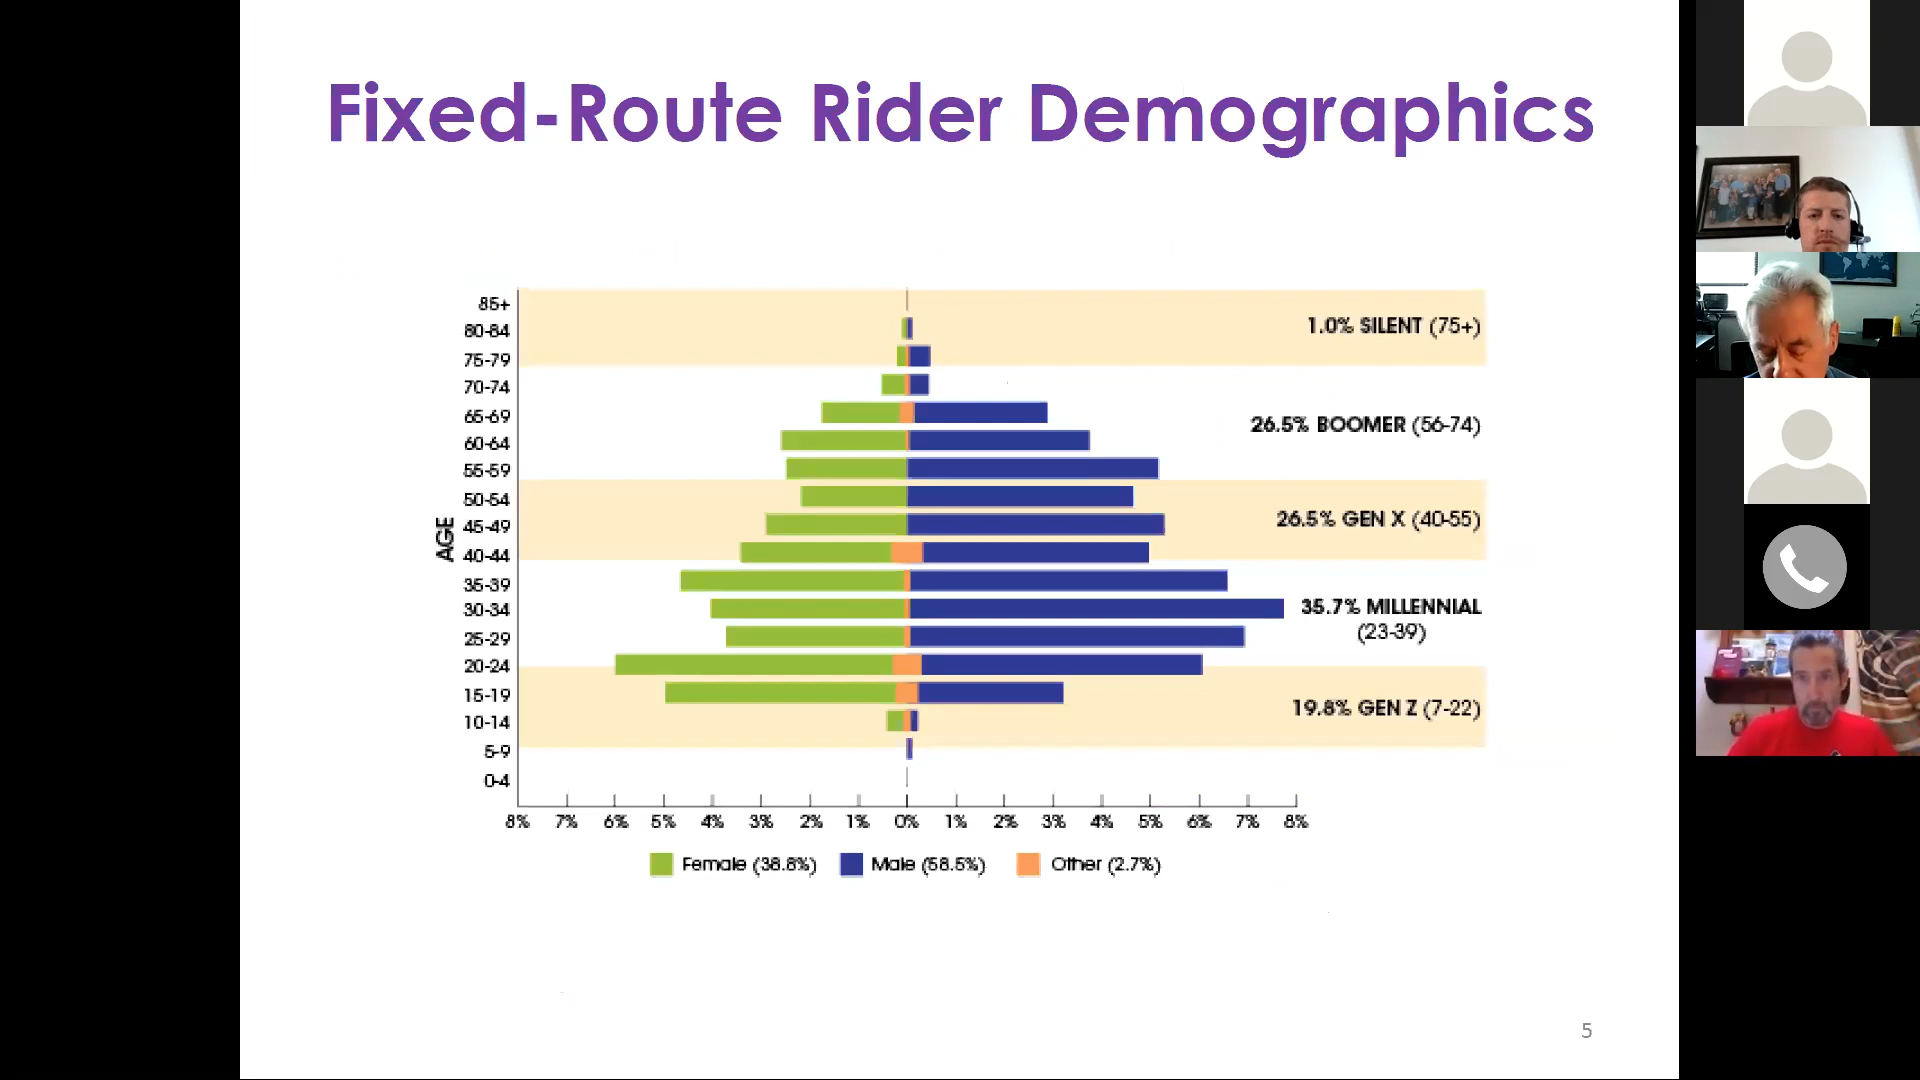 Fixed-Route Rider Demographics
85+
80-84
75-79
70-74
65-69
60-64
55-59
50-54
45-49
40-44
35-39
30-34
25-29
20-24
15-19
10-14
5-9
0-4
AGE
1.0% SILENT (75+)
26.5% BOOMER (56-74)
26.5% GEN X (40-55)
35.7% MILLENNIAL
(23-39)
19.8% GEN Z (7-22)
8% 7% 6% 5% 4% 3% 2% 1% 0% 1% 2% 3% 4% 5% 6% 7% 8%
Female (38.8%) Male (58.5%) Other (2.7%)
5